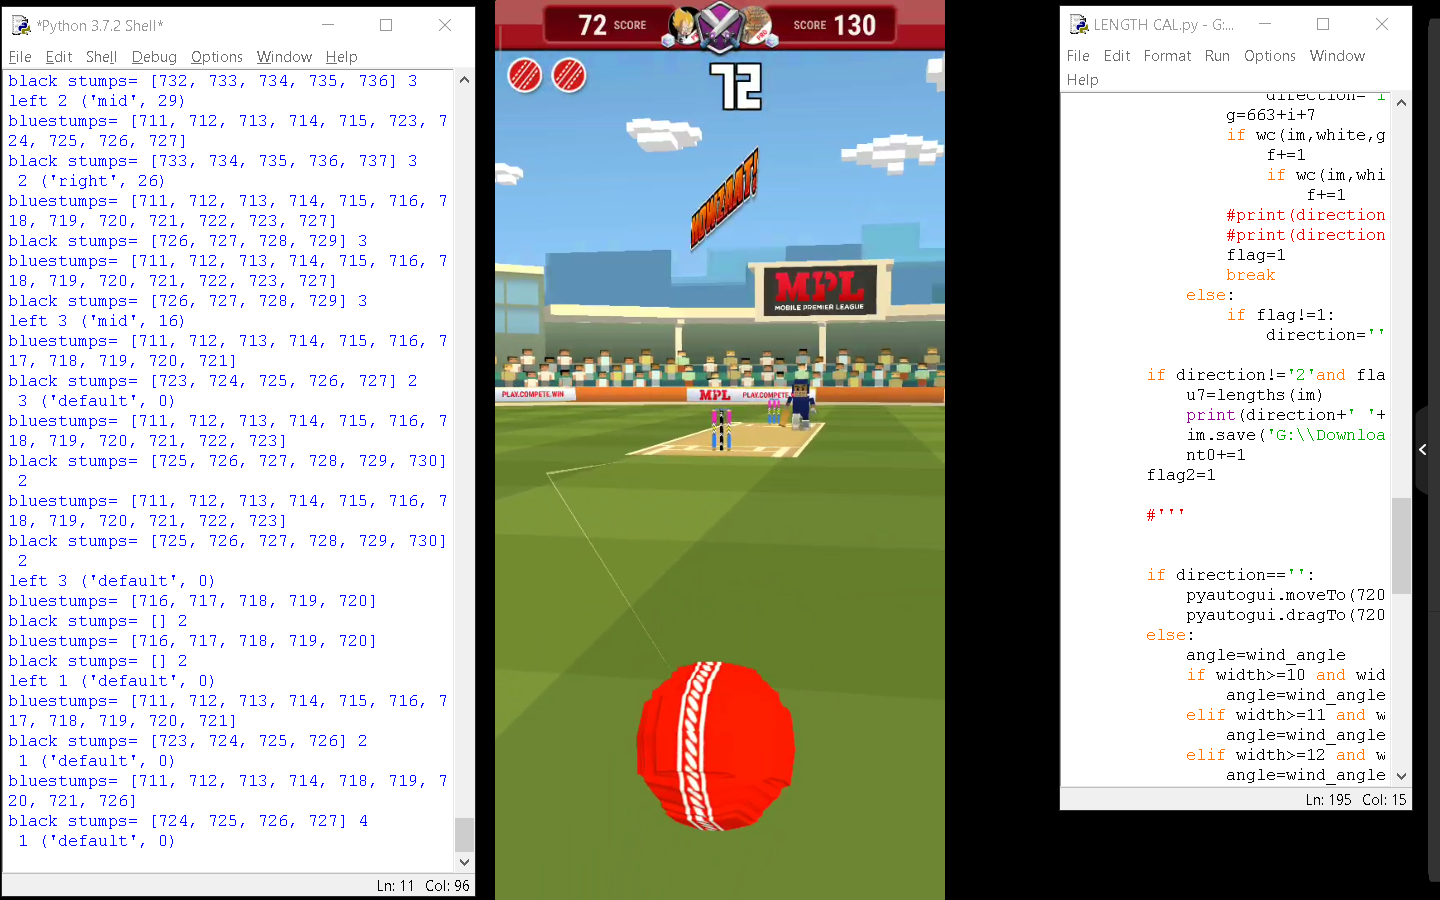 *Python 3.7.2 Shell*
File Edit Shell Debug Options Window Help
black stumps= [732, 733, 734, 735, 736] 3
left 2 ('mid', 29)
bluestumps= [711, 712, 713, 714, 715, 723, 7
24, 725, 726, 727]
black stumps= [733, 734, 735, 736, 737] 3
2 ('right', 26)
bluestumps= [711, 712, 713, 714, 715, 716, 7
18, 719, 720, 721, 722, 723, 727]
black stumps= [726, 727, 728, 729] 3
bluestumps= [711, 712, 713, 714, 715, 716, 7
18, 719, 720, 721, 722, 723, 727]
black stumps= [726, 727, 728, 729] 3
left 3 ('mid', 16)
bluestumps= [711, 712, 713, 714, 715, 716, 7
17, 718, 719, 720, 721]
black stumps= [723, 724, 725, 726, 727] 2
3 ('default', 0)
bluestumps= [711, 712, 713, 714, 715, 716, 7
18, 719, 720, 721, 722, 723]
black stumps= [725, 726, 727, 728, 729, 730]
2
bluestumps= [711, 712, 713, 714, 715, 716, 7
18, 719, 720, 721, 722, 723]
black stumps= [725, 726, 727, 728, 729, 730]
2
left 3 ('default', 0)
bluestumps= [716, 717, 718, 719, 720]
black stumps= [] 2
bluestumps= [716, 717, 718, 719, 720]
black stumps= [] 2
left 1 ('default', 0)
bluestumps= [711, 712, 713, 714, 715, 716, 7
17, 718, 719, 720, 721]
black stumps= [723, 724, 725, 726] 2
1 ('default', 0)
bluestumps= [711, 712, 713, 714, 718, 719, 7
20, 721, 726]
black stumps= [724, 725, 726, 727] 4
1 ('default', 0)
Ln: 11 Col: 96
72 SCORE SCORE 130
72
HOWZHAT!
MPL
MOBILE PREMIER LEAGUE
PLAY.COMPETE.WIN MPL PLAY.COMPETE
LENGTH CAL.py - G:...
File Edit Format Run Options Window
Help
direction=
g=663+i+7
if wc(im,white,g
f+=1
if wc(im,whi
f+=1
#print(direction
#print(direction
flag=1
break
else:
if flag!=1:
direction=''
if direction!='2'and fla
u7=lengths(im)
print(direction+' '+
im.save('G:\\Downloa
nt0+=1
flag2=1
#'''
if direction=='':
pyautogui.moveTo(720
pyautogui.dragTo(720
else:
angle=wind_angle
if width>=10 and wid
angle=wind_angle
elif width>=11 and w
angle=wind_angle
elif width>=12 and w
angle=wind_angle
Ln: 195 Col: 15